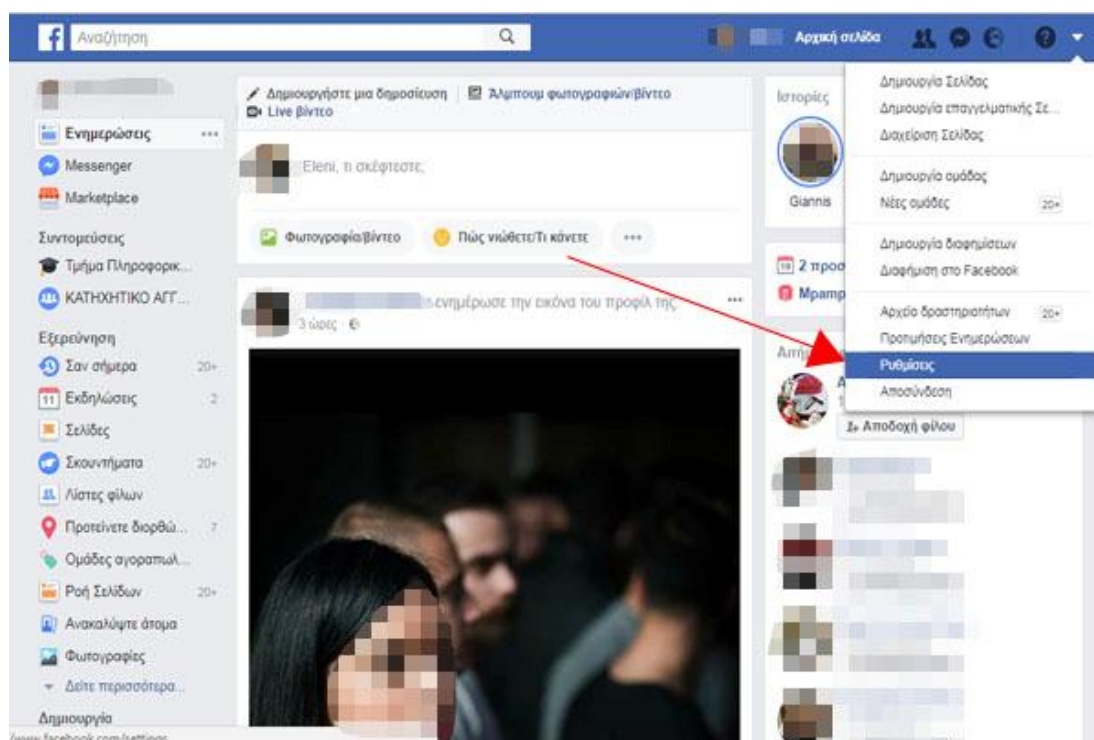 Αναζήτηση
Αρχική σελίδα
Ενημερώσεις
Messenger
Marketplace
Συντομεύσεις
Τμήμα Πληροφορικ...
ΚΑΤΗΧΗΤΙΚΟ ΑΓΓ...
Εξερεύνηση
Σαν σήμερα 20+
Εκδηλώσεις 2
Σελίδες
Σκουντήματα 20+
Λίστες φίλων
Προτείνετε διορθώ... 7
Ομάδες αγοραπωλ...
Ροή Σελίδων 20+
Ανακαλύψτε άτομα
Φωτογραφίες
Δείτε περισσότερα...
Δημιουργία
www.facebook.com/settings
Δημιουργήστε μια δημοσίευση
Άλμπουμ φωτογραφιών/βίντεο
Live βίντεο
Eleni, τι σκέφτεστε;
Φωτογραφία/βίντεο
Πώς νιώθετε/Τι κάνετε
ενημέρωσε την εικόνα του προφίλ της.
3 ώρες
Ιστορίες
Giannis
2 προσ
Mpamp
Αποδοχή φίλου
Δημιουργία Σελίδας
Δημιουργία επαγγελματικής Σε...
Διαχείριση Σελίδας
Δημιουργία ομάδας
Νέες ομάδες 20+
Δημιουργία διαφημίσεων
Διαφήμιση στο Facebook
Αρχείο δραστηριοτήτων 20+
Προτιμήσεις Ενημερώσεων
Ρυθμίσεις
Αποσύνδεση